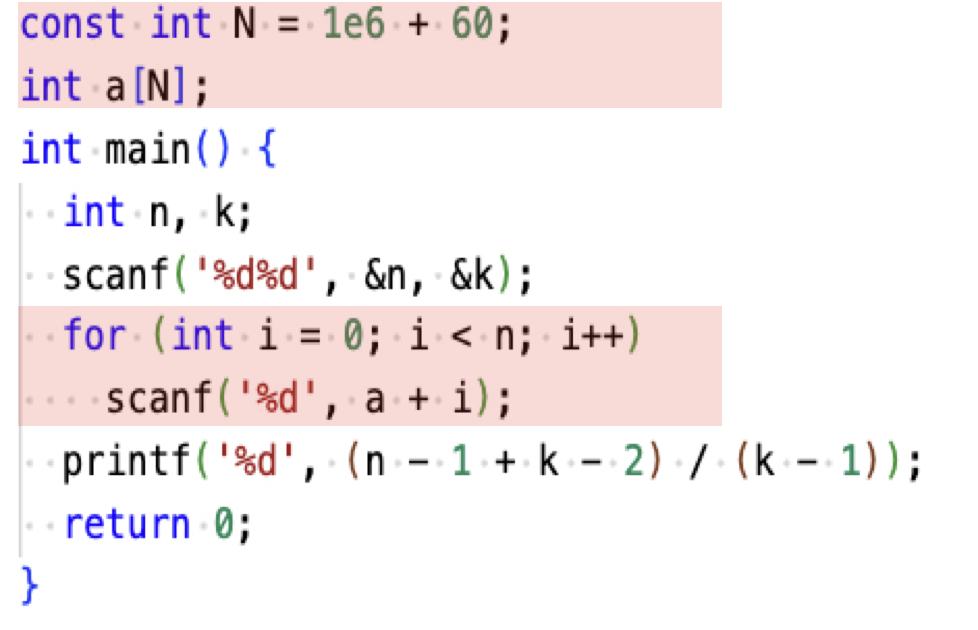 const int N = 1e6 + 60;
int a[N];
int main() {
  int n, k;
  scanf('%d%d', &n, &k);
  for (int i = 0; i < n; i++)
    scanf('%d', a + i);
  printf('%d', (n - 1 + k - 2) / (k - 1));
  return 0;
}